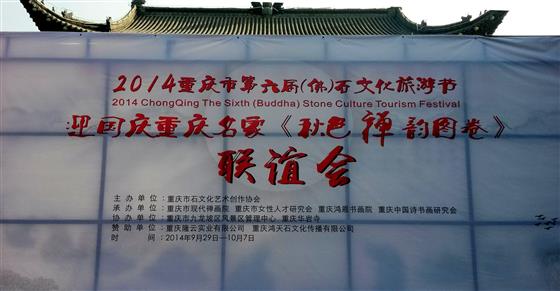 2014重庆市第六届(佛)石文化旅游节
2014 ChongQing The Sixth (Buddha) Stone Culture Tourism Festival
迎国庆重庆名家《秋色禅韵图卷》
联谊会
主办单位：重庆市石文化艺术创作协会
承办单位：重庆市现代禅画院 重庆市女性人才研究会 重庆鸿雁书画院 重庆中国诗书画研究会
协办单位：重庆市九龙坡区风景区管理中心 重庆华岩寺
赞助单位：重庆隆云实业有限公司 重庆鸿天石文化传播有限公司
时 间：2014年9月29日—10月7日